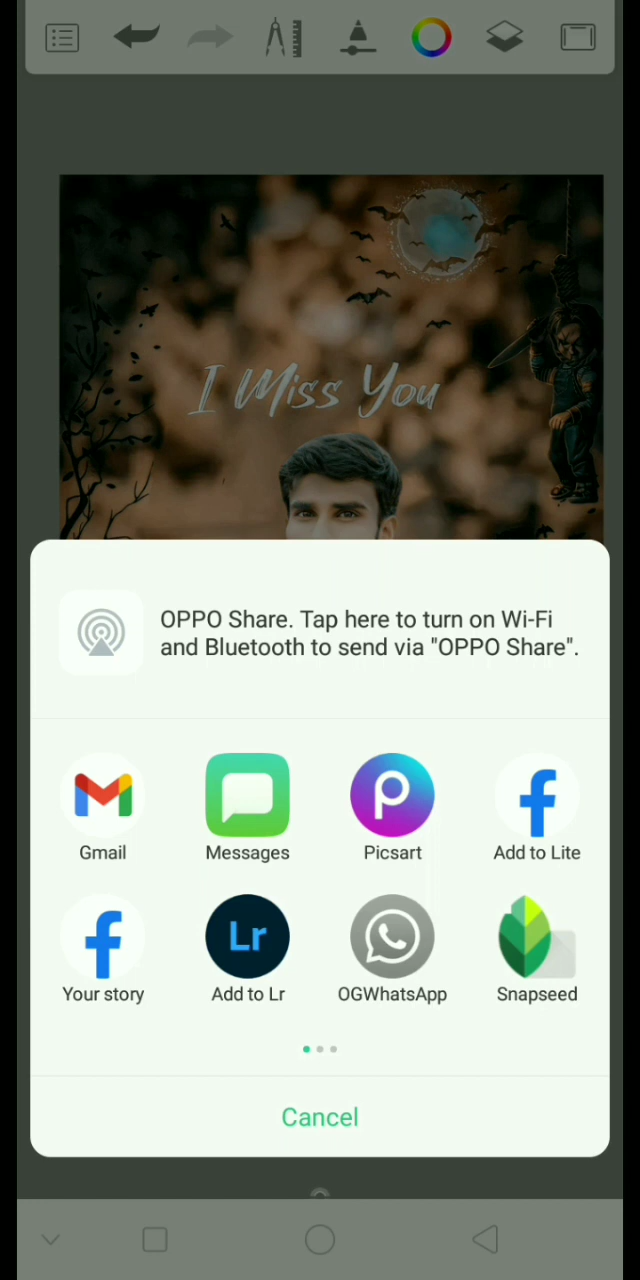 I Miss You
OPPO Share. Tap here to turn on Wi-Fi
and Bluetooth to send via "OPPO Share".
Gmail
Messages
Picsart
Add to Lite
Lr
Your story
Add to Lr
OGWhatsApp
Snapseed
Cancel